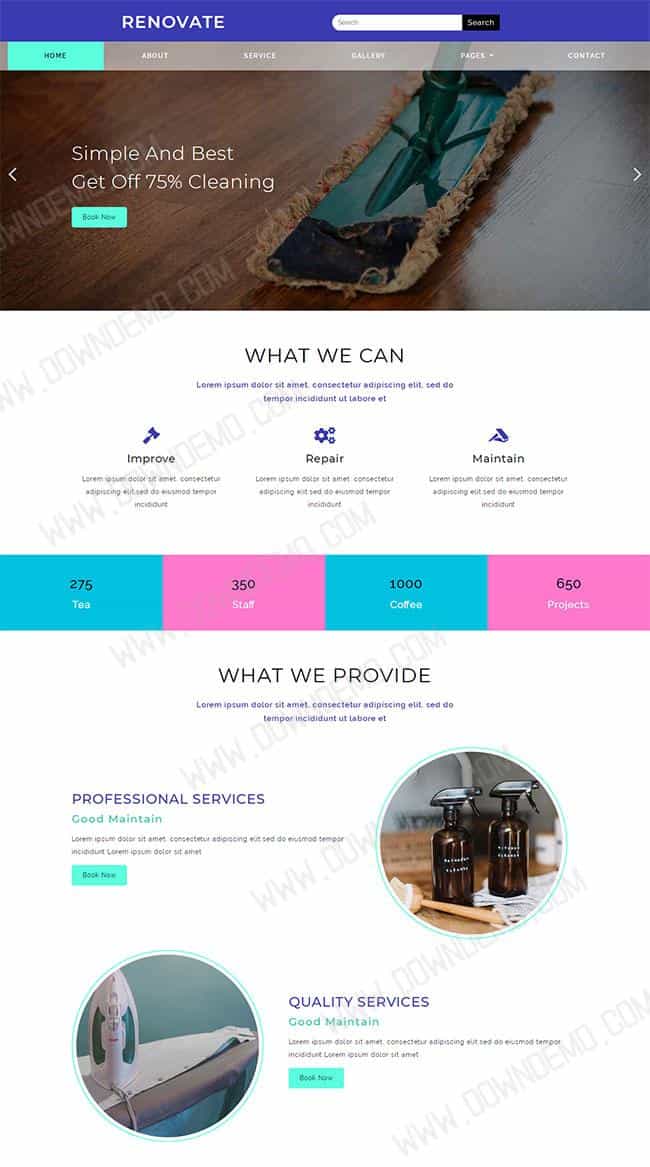 RENOVATE
Search
Search
HOME
ABOUT
SERVICE
GALLERY
PAGES
CONTACT
Simple And Best
Get Off 75% Cleaning
Book Now
WHAT WE CAN
Lorem ipsum dolor sit amet, consectetur adipiscing elit, sed do
tempor incididunt ut labore et
Improve
Lorem ipsum dolor sit amet, consectetur
adipiscing elit,sed do eiusmod tempor
incididunt
Repair
Lorem ipsum dolor sit amet, consectetur
adipiscing elit,sed do eiusmod tempor
incididunt
Maintain
Lorem ipsum dolor sit amet, consectetur
adipiscing elit,sed do eiusmod tempor
incididunt
275
Tea
350
Staff
1000
Coffee
650
Projects
WHAT WE PROVIDE
Lorem ipsum dolor sit amet, consectetur adipiscing elit, sed do
tempor incididunt ut labore et
PROFESSIONAL SERVICES
Good Maintain
Lorem ipsum dolor sit amet, consectetur adipiscing elit,sed do eiusmod tempor
incididunt Lorem ipsum dolor sit amet
Book Now
QUALITY SERVICES
Good Maintain
Lorem ipsum dolor sit amet, consectetur adipiscing elit,sed do eiusmod tempor
incididunt Lorem ipsum dolor sit amet
Book Now
WWW.DOWNDEMO.COM